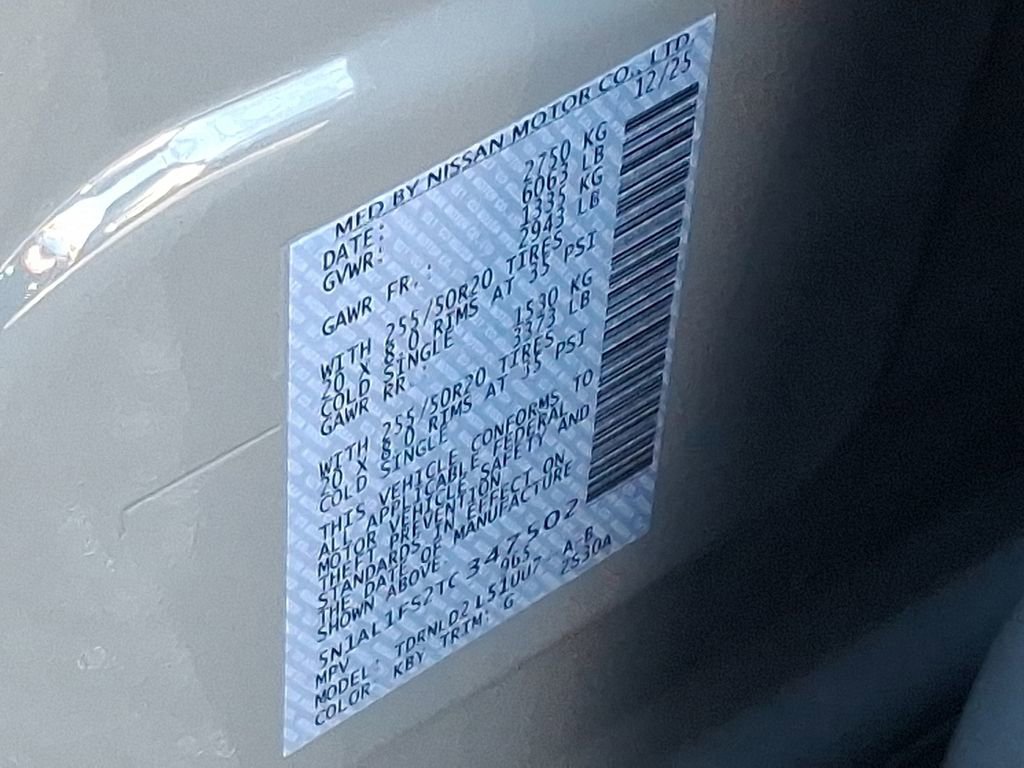 MFD BY NISSAN MOTOR CO., LTD
DATE: 12/25
GVWR: 2750 KG
6063 LB
GAWR FR.: 1335 KG
2943 LB
WITH 255/50R20 TIRES
20 X 8.0 RIMS AT 35 PSI
COLD SINGLE
GAWR RR.: 1530 KG
3373 LB
WITH 255/50R20 TIRES
20 X 8.0 RIMS AT 35 PSI
COLD SINGLE
THIS VEHICLE CONFORMS TO
ALL APPLICABLE FEDERAL
MOTOR VEHICLE SAFETY AND
THEFT PREVENTION
STANDARDS IN EFFECT ON
THE DATE OF MANUFACTURE
SHOWN ABOVE
5N1AL1FS2TC347502
MPV 965 A-B
MODEL: TDRNLD2L51UU7 2S30A
COLOR KBY TRIM: G